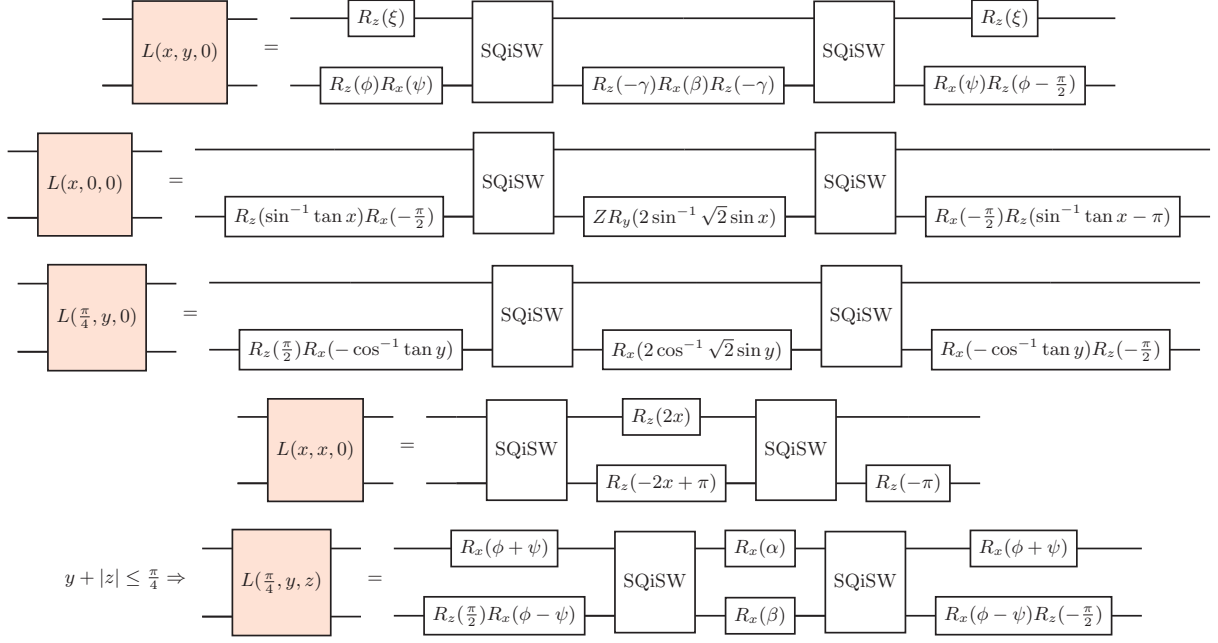 R_z(ξ) R_z(ξ)
L(x, y, 0) = SQiSW SQiSW
R_z(ϕ)R_x(ψ) R_z(−γ)R_x(β)R_z(−γ) R_x(ψ)R_z(ϕ − π/2)
L(x, 0, 0) = SQiSW SQiSW
R_z(sin⁻¹ tan x)R_x(−π/2) ZR_y(2 sin⁻¹ √2 sin x) R_x(−π/2)R_z(sin⁻¹ tan x − π)
L(π/4, y, 0) = SQiSW SQiSW
R_z(π/2)R_x(− cos⁻¹ tan y) R_x(2 cos⁻¹ √2 sin y) R_x(− cos⁻¹ tan y)R_z(−π/2)
R_z(2x)
L(x, x, 0) = SQiSW SQiSW
R_z(−2x + π) R_z(−π)
R_x(ϕ + ψ) R_x(α) R_x(ϕ + ψ)
y + |z| ≤ π/4 ⇒ L(π/4, y, z) = SQiSW SQiSW
R_z(π/2)R_x(ϕ − ψ) R_x(β) R_x(ϕ − ψ)R_z(−π/2)